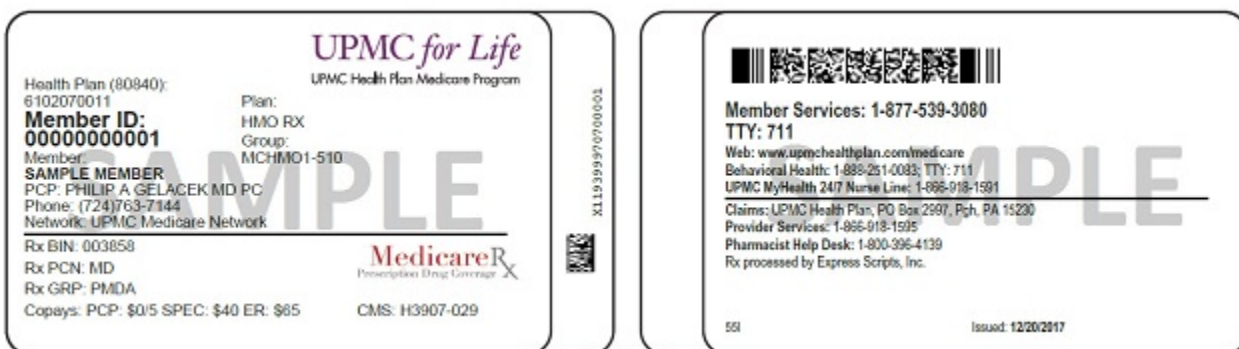 UPMC for Life
UPMC Health Plan Medicare Program
Health Plan (80840):
6102070011
Member ID:
00000000001
Member:
SAMPLE MEMBER
Plan:
HMO RX
Group:
MCHMO1-510
PCP: PHILIP A GELACEK MD PC
Phone: (724)763-7144
Network: UPMC Medicare Network
SAMPLE
Rx BIN: 003858
Rx PCN: MD
Rx GRP: PMDA
Copays: PCP: $0/5 SPEC: $40 ER: $65
MedicareRx
Prescription Drug Coverage
CMS: H3907-029
X119399970700001
Member Services: 1-877-539-3080
TTY: 711
Web: www.upmchealthplan.com/medicare
Behavioral Health: 1-888-251-0083; TTY: 711
UPMC MyHealth 24/7 Nurse Line: 1-866-918-1591
SAMPLE
Claims: UPMC Health Plan, PO Box 2997, Pgh, PA 15230
Provider Services: 1-866-918-1595
Pharmacist Help Desk: 1-800-396-4139
Rx processed by Express Scripts, Inc.
55I
Issued: 12/20/2017